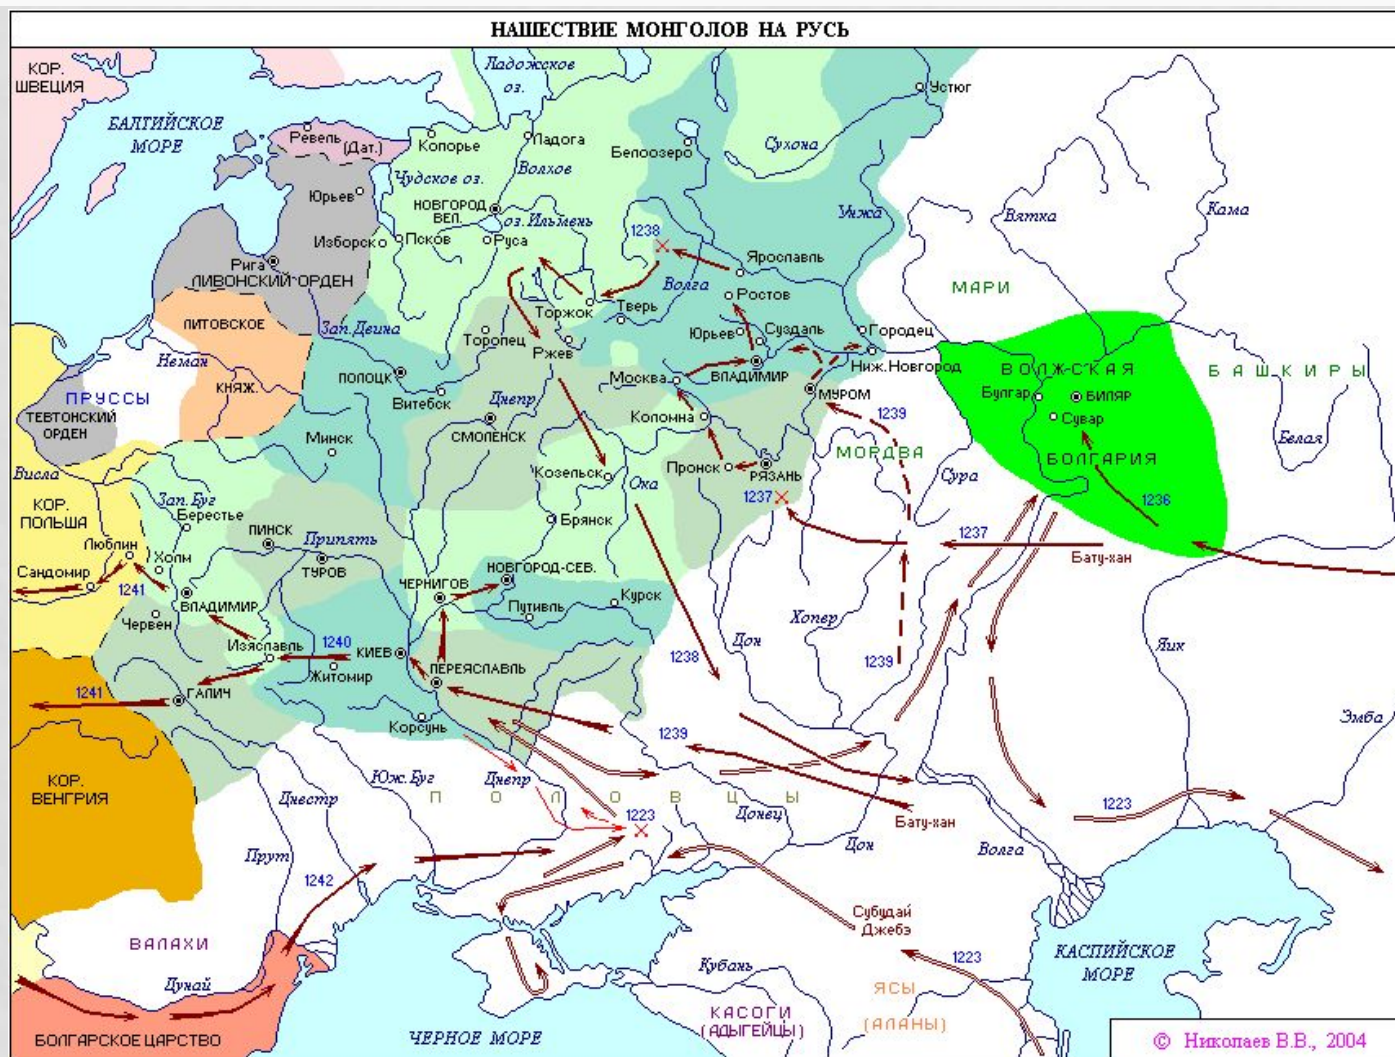 НАШЕСТВИЕ МОНГОЛОВ НА РУСЬ
КОР.
ШВЕЦИЯ
БАЛТИЙСКОЕ
МОРЕ
Ладожское
оз.
Устюг
Ревель
(Дат.)
Копорье
Ладога
Белоозеро
Сухона
Чудское оз.
Волхов
Юрьев
НОВГОРОД
ВЕЛ.
оз. Ильмень
Унжа
Вятка
Кама
Изборск
Псков
Руса
1238
Рига
ЛИВОНСКИЙ ОРДЕН
Ярославль
Волга
Ростов
МАРИ
ЛИТОВСКОЕ
Зап. Двина
Торжок
Тверь
Торопец
Юрьев
Суздаль
Городец
Неман
Ржев
ПОЛОЦК
Москва
ВЛАДИМИР
Ниж. Новгород
ВОЛЖСКАЯ
БАШКИРЫ
КНЯЖ.
ПРУССЫ
Витебск
Днепр
МУРОМ
Булгар
БИЛЯР
ТЕВТОНСКИЙ
ОРДЕН
СМОЛЕНСК
Коломна
1239
Сувар
Минск
МОРДВА
Белая
Висла
Козельск
Пронск
РЯЗАНЬ
БОЛГАРИЯ
Ока
1237
Сура
1236
Зап. Буг
КОР.
ПОЛЬША
Берестье
ПИНСК
Припять
Брянск
1237
Люблин
Холм
ТУРОВ
НОВГОРОД-СЕВ.
Бату-хан
Сандомир
1241
ЧЕРНИГОВ
ВЛАДИМИР
Путивль
Курск
Червен
Хопер
Изяславль
1240
КИЕВ
Дон
Яик
Житомир
ПЕРЕЯСЛАВЛЬ
1238
1239
1241
ГАЛИЧ
Корсунь
1239
Эмба
КОР.
ВЕНГРИЯ
Юж. Буг
Днепр
Днестр
ПОЛОВЦЫ
1223
Донец
Бату-хан
1223
Прут
Дон
Волга
1242
Субудай
Джебэ
ВАЛАХИ
Дунай
Кубань
1223
КАСПИЙСКОЕ
МОРЕ
ЯСЫ
(АЛАНЫ)
КАСОГИ
(АДЫГЕЙЦЫ)
БОЛГАРСКОЕ ЦАРСТВО
ЧЕРНОЕ МОРЕ
© Николаев В.В., 2004